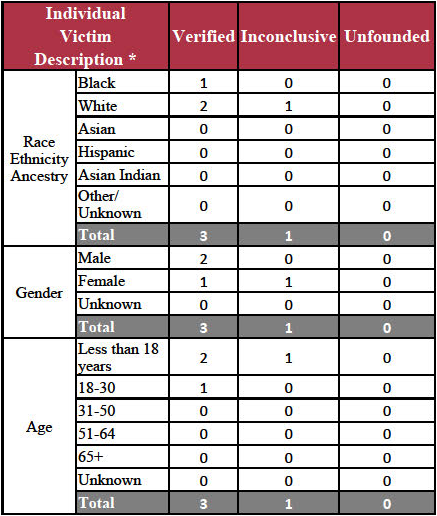 Individual Victim Description * Verified Inconclusive Unfounded
Race Ethnicity Ancestry
Black 1 0 0
White 2 1 0
Asian 0 0 0
Hispanic 0 0 0
Asian Indian 0 0 0
Other/ Unknown 0 0 0
Total 3 1 0
Gender
Male 2 0 0
Female 1 1 0
Unknown 0 0 0
Total 3 1 0
Age
Less than 18 years 2 1 0
18-30 1 0 0
31-50 0 0 0
51-64 0 0 0
65+ 0 0 0
Unknown 0 0 0
Total 3 1 0